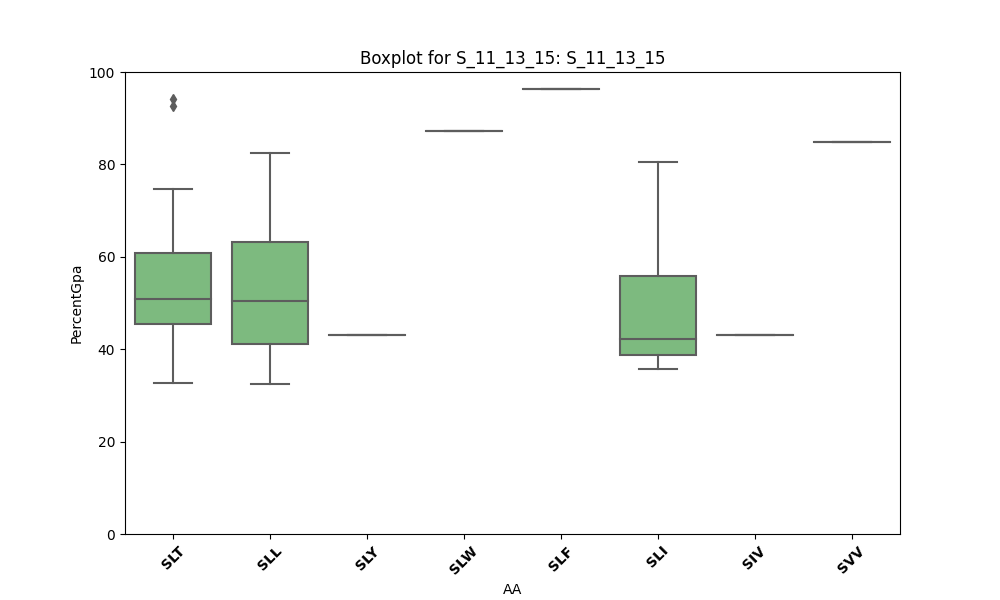 Boxplot for S_11_13_15: S_11_13_15
100
80
60
40
20
0
PercentGpa
SLT
SLL
SLY
SLW
SLF
SLI
SIV
SVV
AA